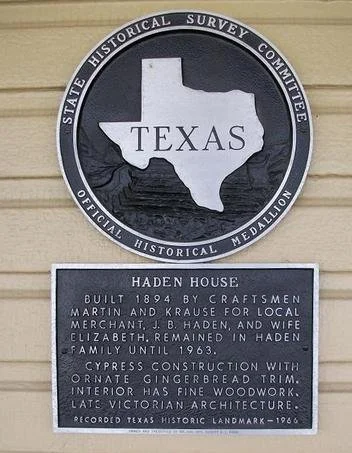 STATE HISTORICAL SURVEY COMMITTEE
TEXAS
OFFICIAL HISTORICAL MEDALLION
HADEN HOUSE
BUILT 1894 BY CRAFTSMEN
MARTIN AND KRAUSE FOR LOCAL
MERCHANT, J. B. HADEN, AND WIFE
ELIZABETH. REMAINED IN HADEN
FAMILY UNTIL 1963.
CYPRESS CONSTRUCTION WITH
ORNATE GINGERBREAD TRIM.
INTERIOR HAS FINE WOODWORK.
LATE VICTORIAN ARCHITECTURE.
RECORDED TEXAS HISTORIC LANDMARK—1966